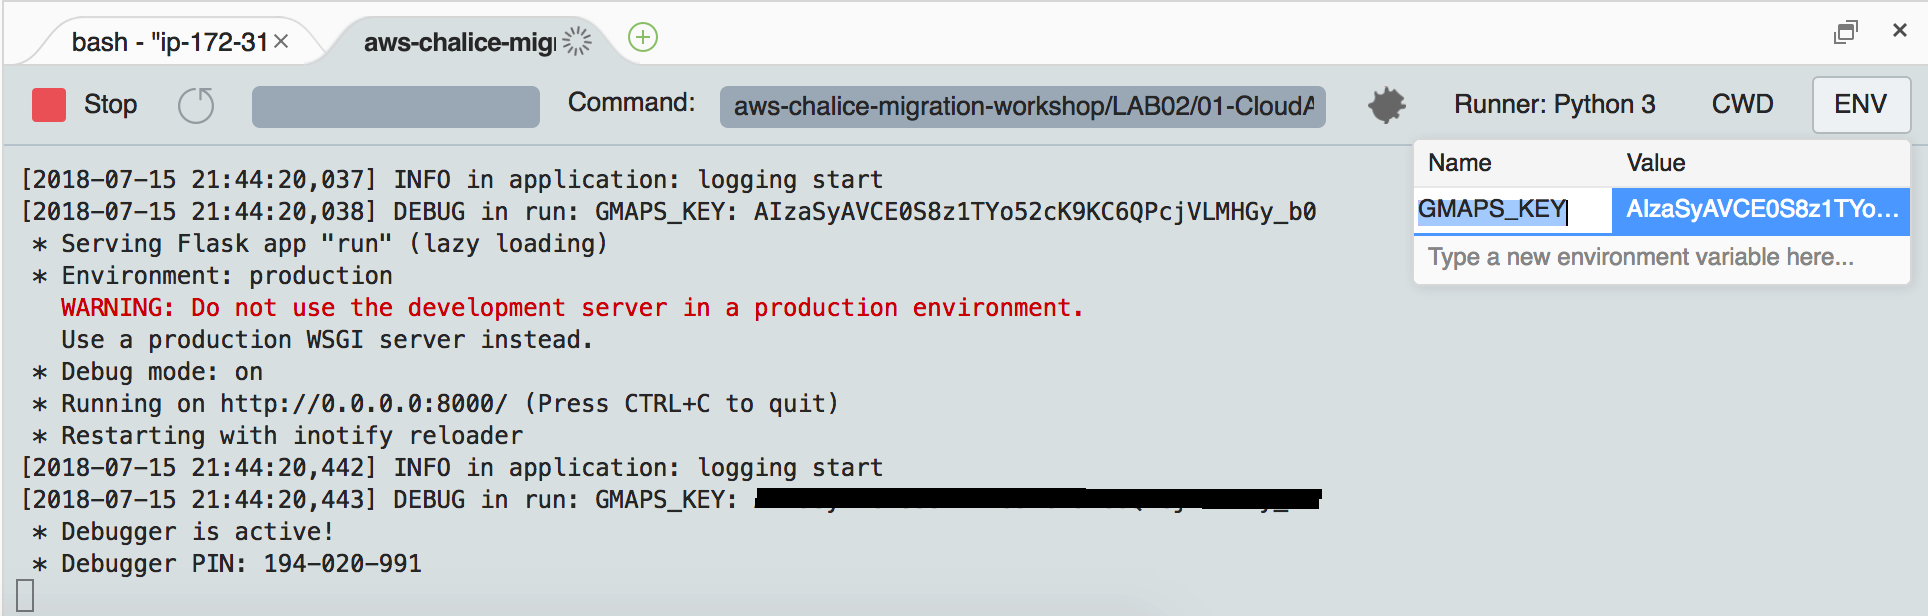 bash - "ip-172-31
aws-chalice-mig
Stop
Command:
aws-chalice-migration-workshop/LAB02/01-CloudA
Runner: Python 3
CWD
ENV
Name Value
GMAPS_KEY AIzaSyAVCE0S8z1TYo...
Type a new environment variable here...
[2018-07-15 21:44:20,037] INFO in application: logging start
[2018-07-15 21:44:20,038] DEBUG in run: GMAPS_KEY: AIzaSyAVCE0S8z1TYo52cK9KC6QPcjVLMHGy_b0
* Serving Flask app "run" (lazy loading)
* Environment: production
WARNING: Do not use the development server in a production environment.
Use a production WSGI server instead.
* Debug mode: on
* Running on http://0.0.0.0:8000/ (Press CTRL+C to quit)
* Restarting with inotify reloader
[2018-07-15 21:44:20,442] INFO in application: logging start
[2018-07-15 21:44:20,443] DEBUG in run: GMAPS_KEY:
* Debugger is active!
* Debugger PIN: 194-020-991